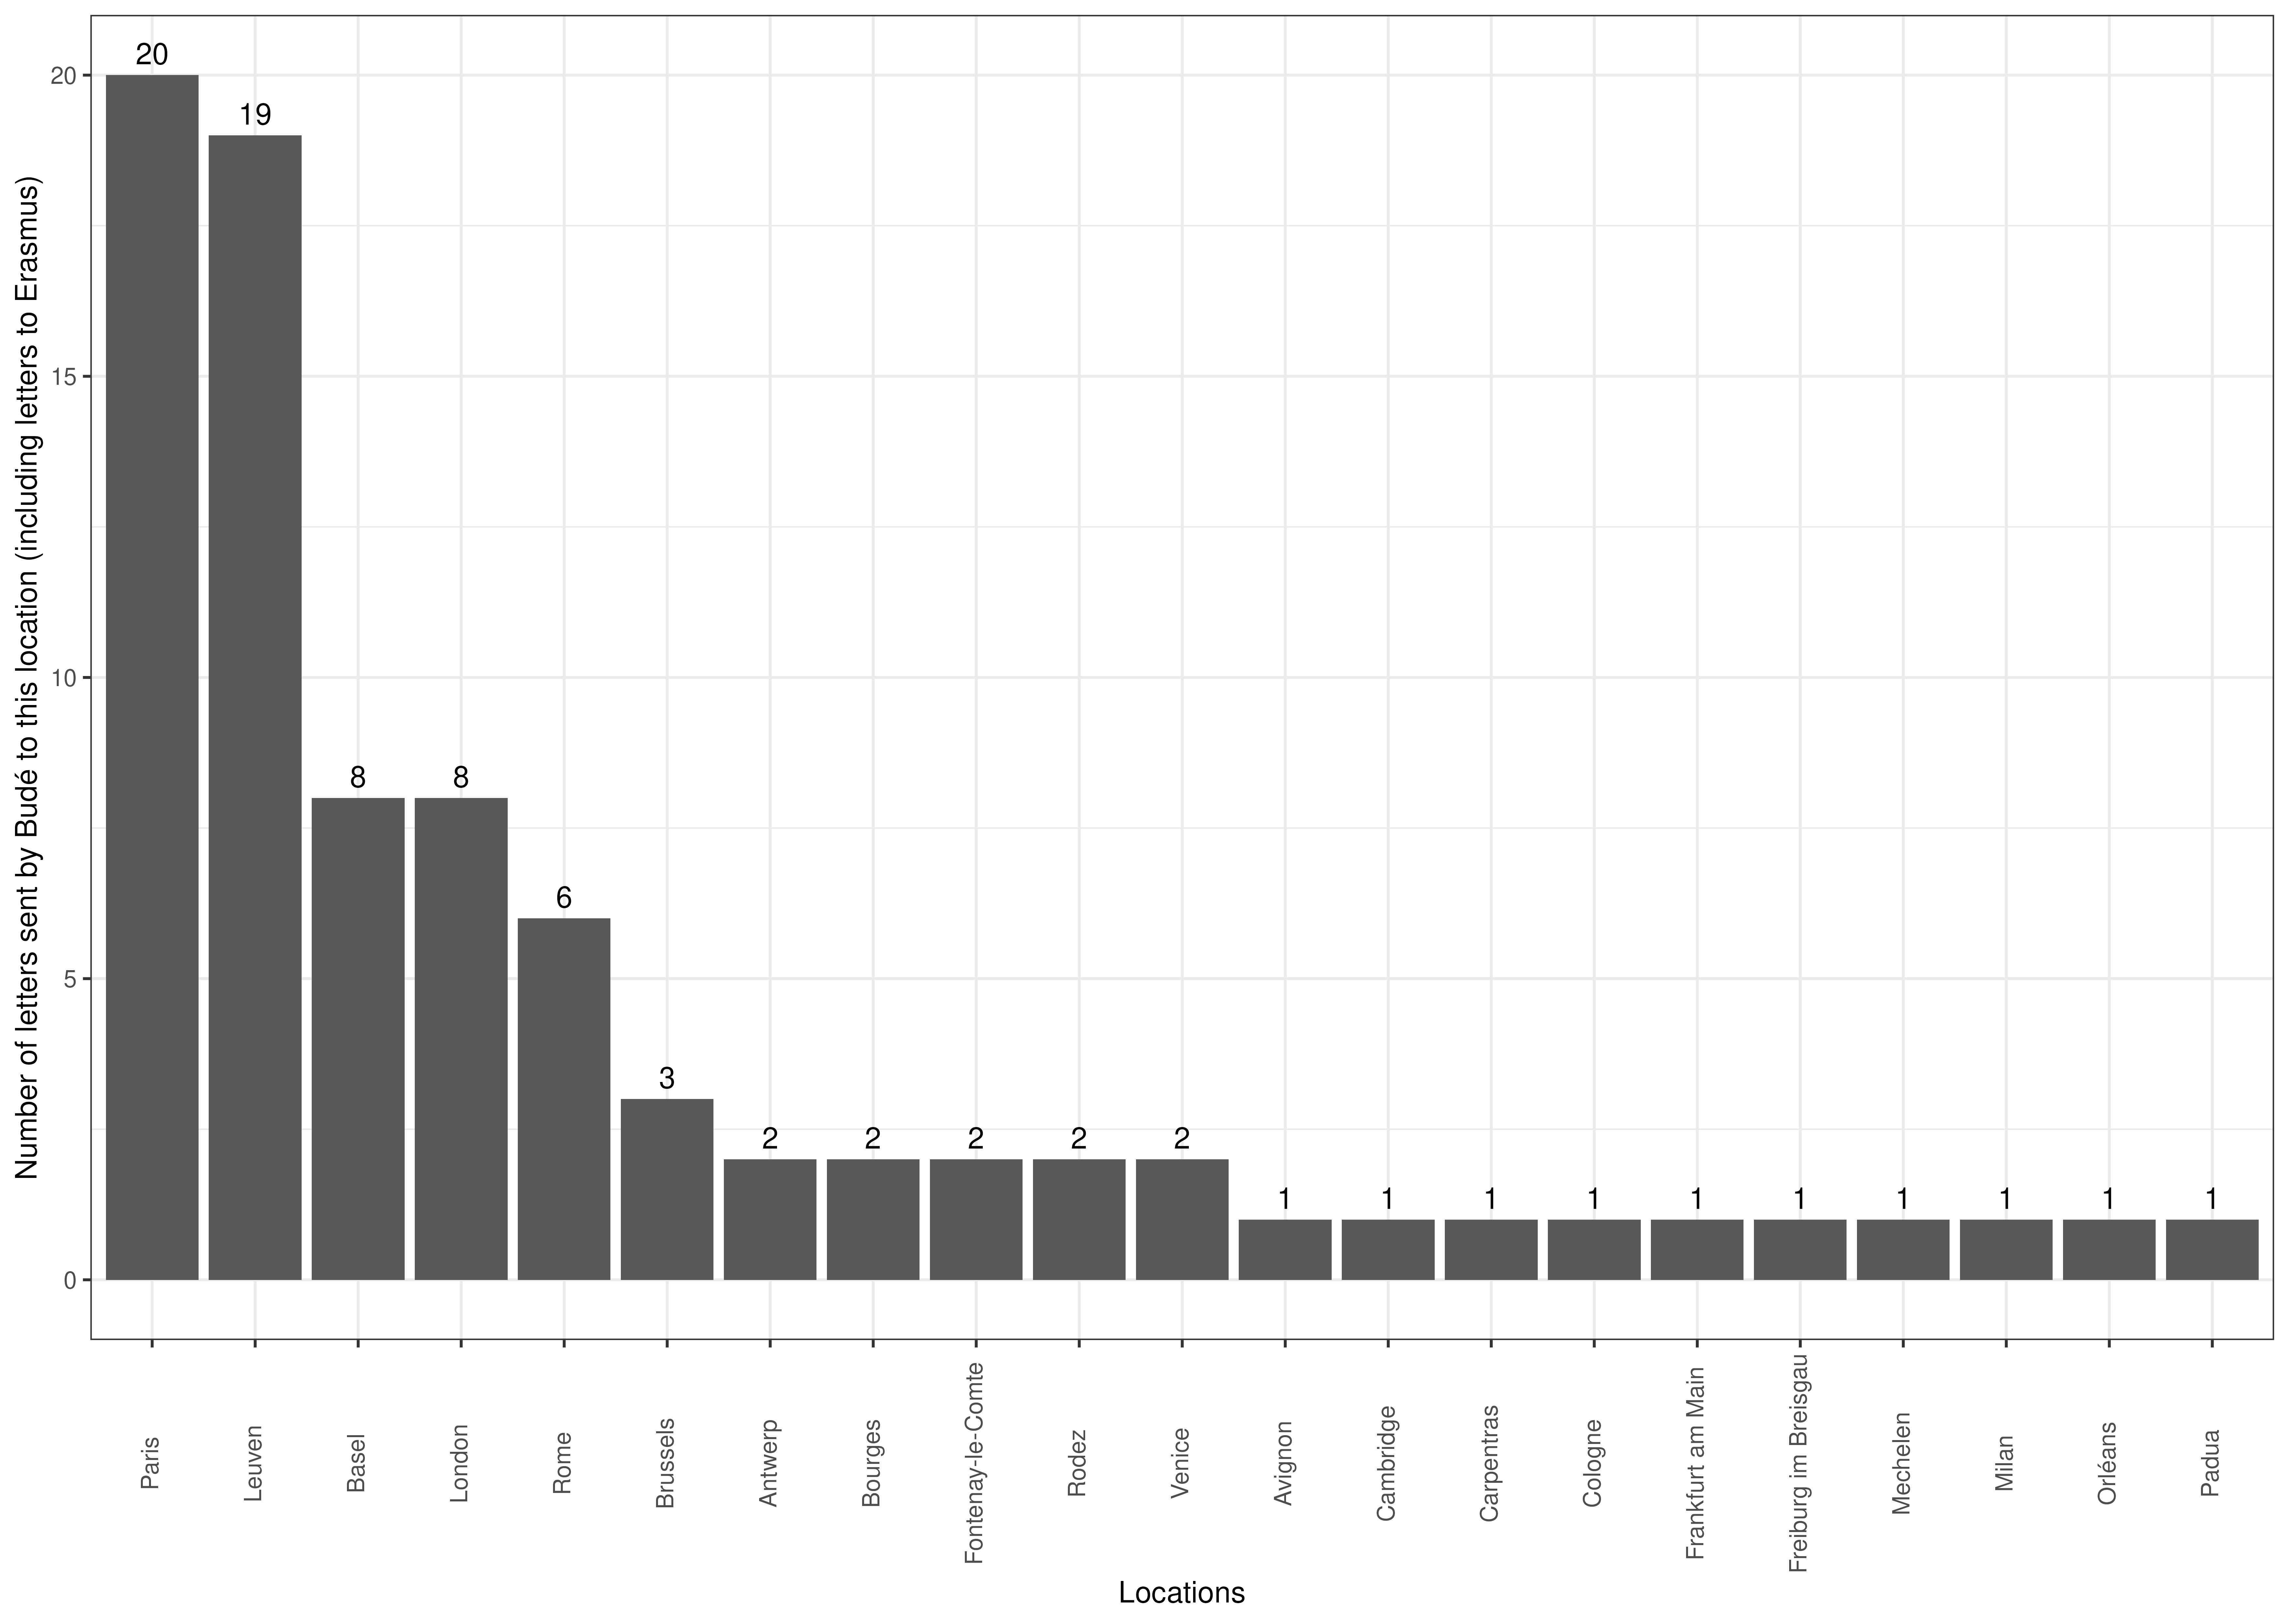 Number of letters sent by Budé to this location (including letters to Erasmus)
20
15
10
5
0
20
19
8
8
6
3
2
2
2
2
2
1
1
1
1
1
1
1
1
1
1
Paris
Leuven
Basel
London
Rome
Brussels
Antwerp
Bourges
Fontenay-le-Comte
Rodez
Venice
Avignon
Cambridge
Carpentras
Cologne
Frankfurt am Main
Freiburg im Breisgau
Mechelen
Milan
Orléans
Padua
Locations